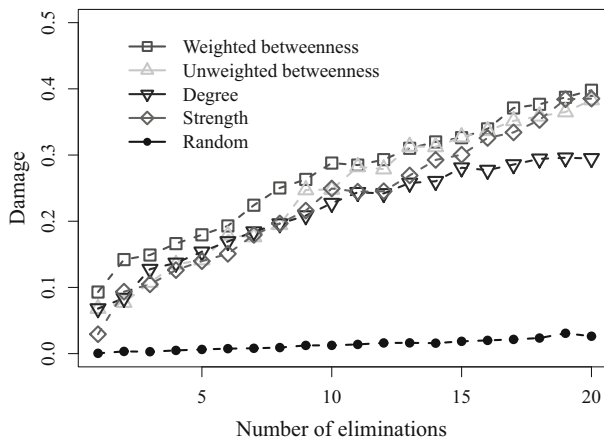 0.5
0.4
0.3
0.2
0.1
0.0
Damage
Weighted betweenness
Unweighted betweenness
Degree
Strength
Random
5
10
15
20
Number of eliminations